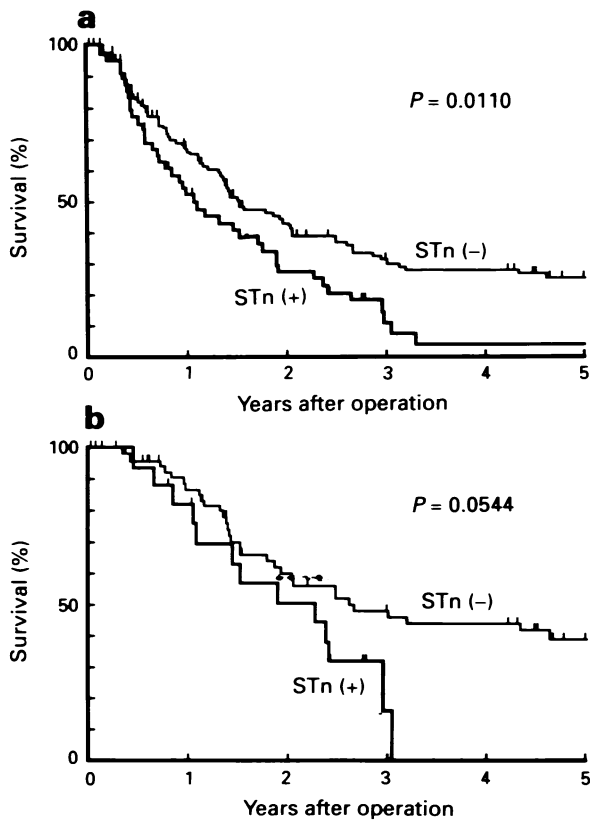 a
100
50
0
Survival (%)
P = 0.0110
STn (−)
STn (+)
0 1 2 3 4 5
Years after operation
b
100
50
0
Survival (%)
P = 0.0544
STn (−)
STn (+)
0 1 2 3 4 5
Years after operation